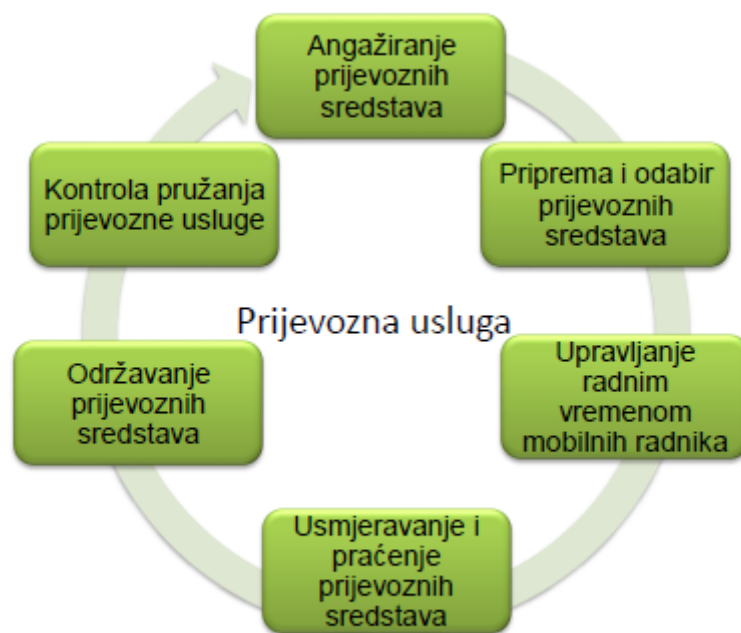 Angažiranje
prijevoznih
sredstava
Priprema i odabir
prijevoznih
sredstava
Upravljanje
radnim
vremenom
mobilnih radnika
Usmjeravanje i
praćenje
prijevoznih
sredstava
Održavanje
prijevoznih
sredstava
Kontrola pružanja
prijevozne usluge
Prijevozna usluga